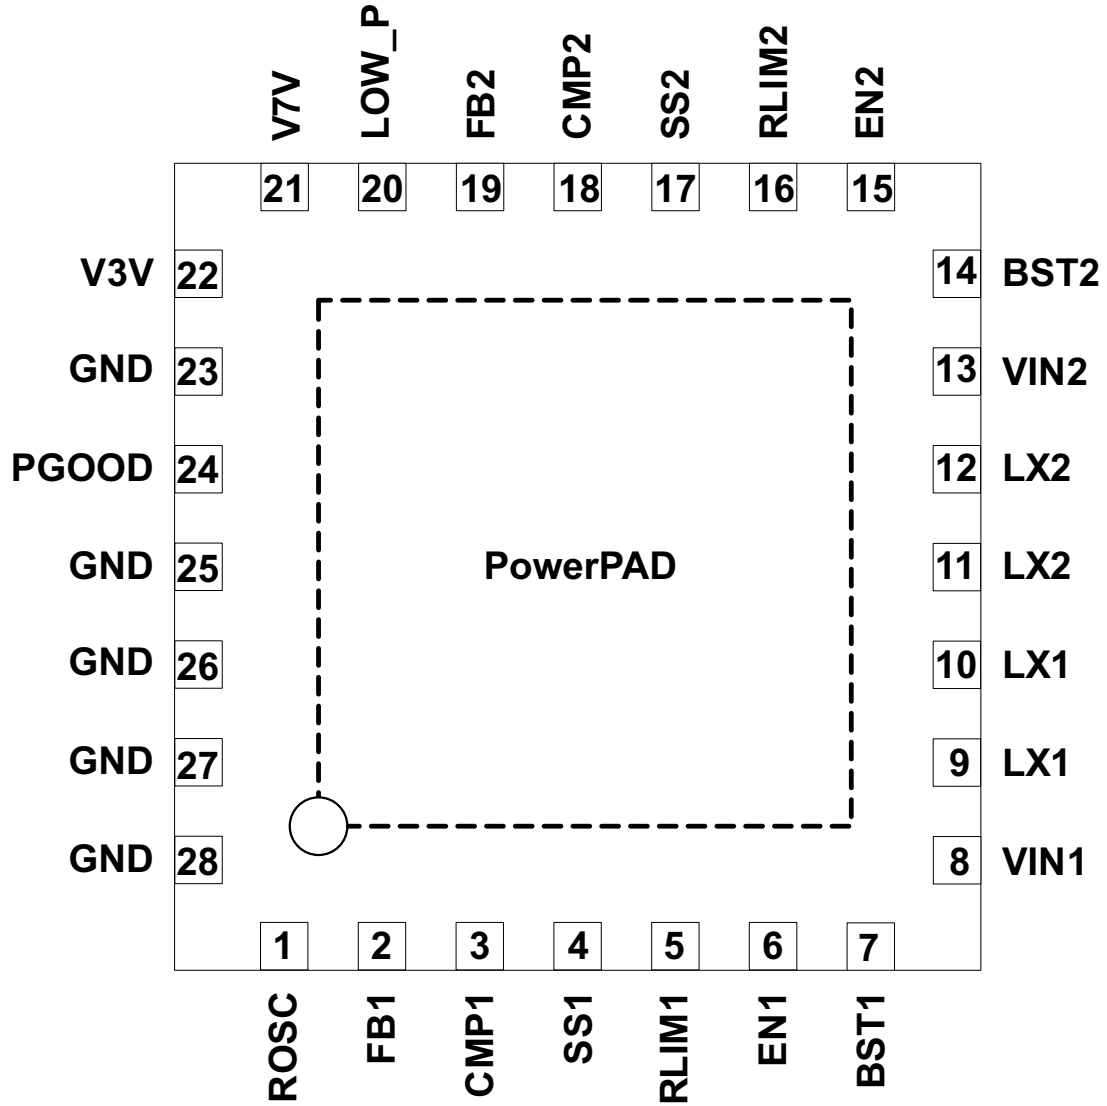 V7V
LOW_P
FB2
CMP2
SS2
RLIM2
EN2
21 20 19 18 17 16 15
V3V 22 14 BST2
GND 23 13 VIN2
PGOOD 24 12 LX2
GND 25 PowerPAD 11 LX2
GND 26 10 LX1
GND 27 9 LX1
GND 28 8 VIN1
1 2 3 4 5 6 7
ROSC
FB1
CMP1
SS1
RLIM1
EN1
BST1